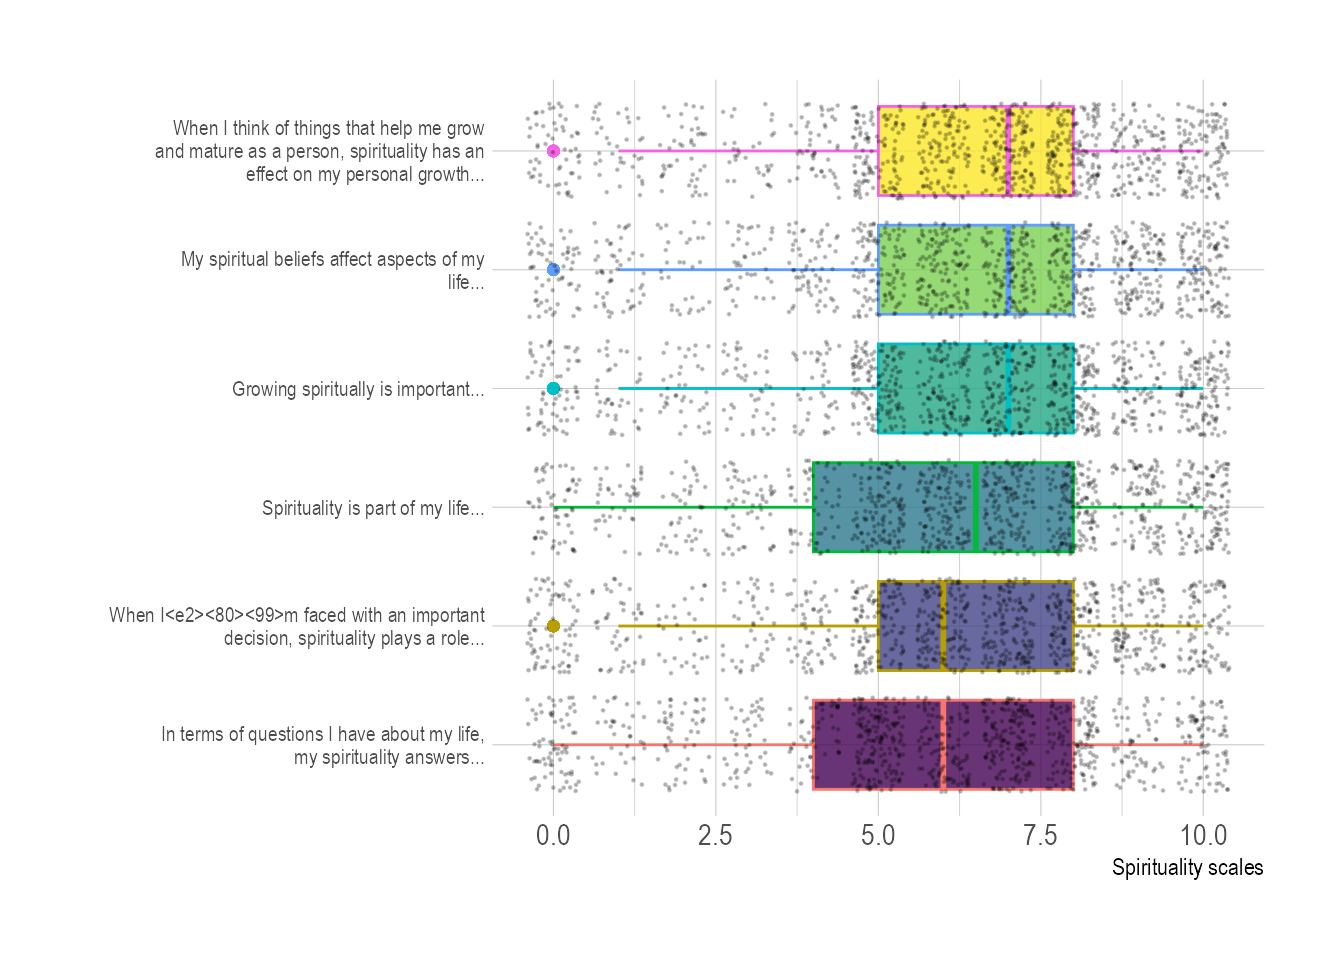 When I think of things that help me grow
and mature as a person, spirituality has an
effect on my personal growth...
My spiritual beliefs affect aspects of my
life...
Growing spiritually is important...
Spirituality is part of my life...
When I<e2><80><99>m faced with an important
decision, spirituality plays a role...
In terms of questions I have about my life,
my spirituality answers...
0.0 2.5 5.0 7.5 10.0
Spirituality scales